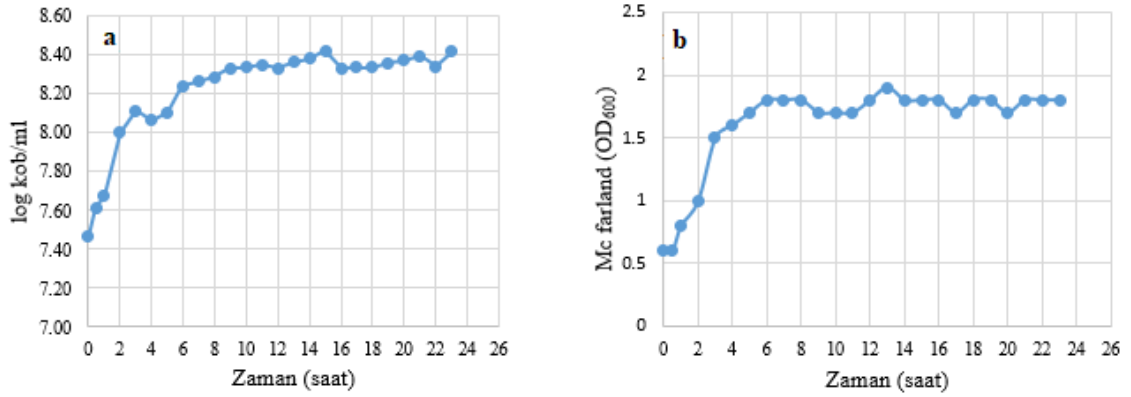 a
8.60
8.40
8.20
8.00
7.80
7.60
7.40
7.20
7.00
log kob/ml
0 2 4 6 8 10 12 14 16 18 20 22 24 26
Zaman (saat)
b
2.5
2
1.5
1
0.5
0
Mc farland (OD600)
0 2 4 6 8 10 12 14 16 18 20 22 24 26
Zaman (saat)